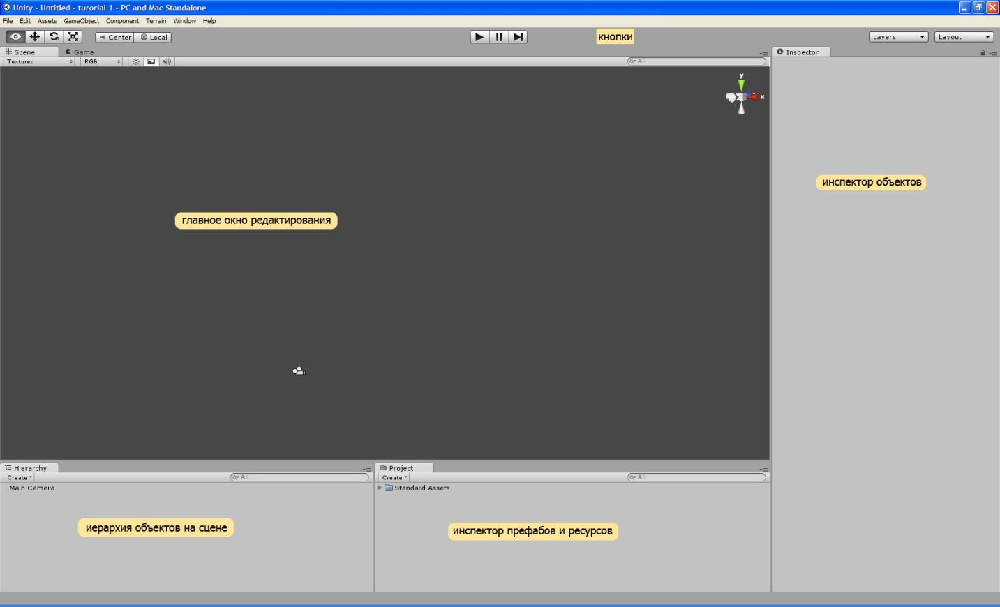 Unity - Untitled - turorial 1 - PC and Mac Standalone
File Edit Assets GameObject Component Terrain Window Help
Center Local кнопки Layers Layout
Scene Game Inspector
Textured RGB All
y
x
инспектор объектов
главное окно редактирования
Hierarchy Project
Create All Create All
Main Camera Standard Assets
иерархия объектов на сцене
инспектор префабов и ресурсов